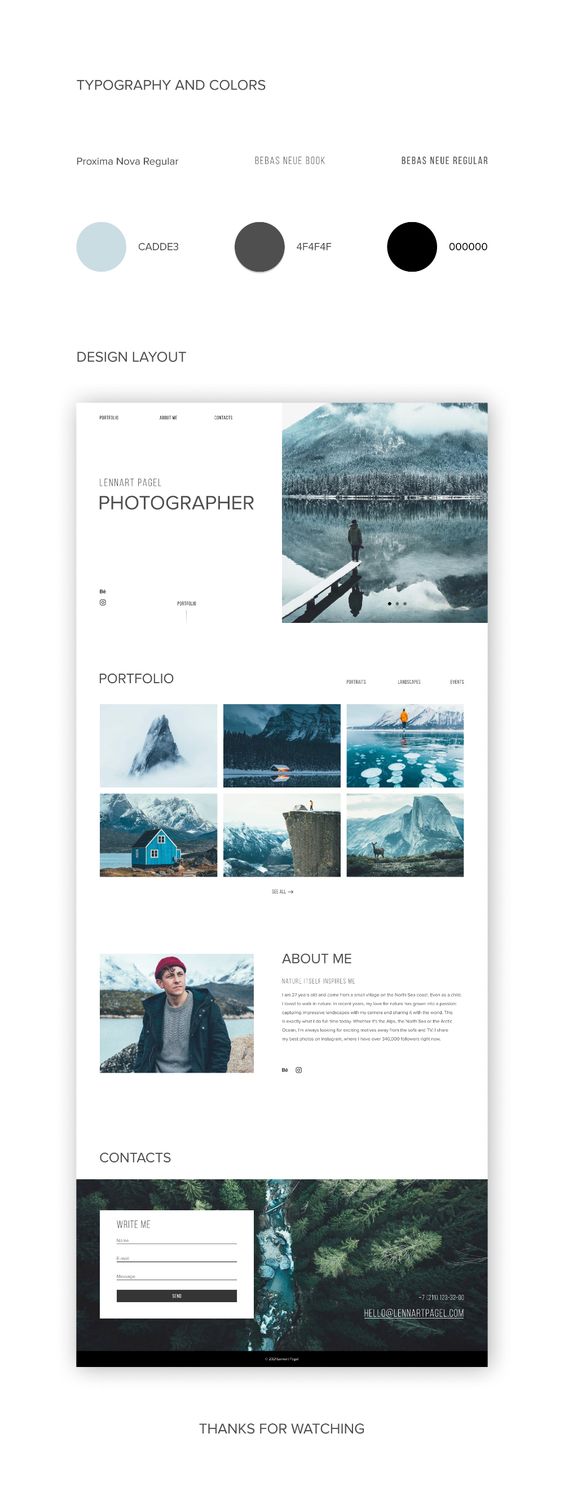 TYPOGRAPHY AND COLORS
Proxima Nova Regular
BEBAS NEUE BOOK
BEBAS NEUE REGULAR
CADDE3
4F4F4F
000000
DESIGN LAYOUT
PORTFOLIO
ABOUT ME
CONTACTS
LENNART PAGEL
PHOTOGRAPHER
Bē
PORTFOLIO
PORTFOLIO
PORTRAITS
LANDSCAPES
EVENTS
SEE ALL →
ABOUT ME
NATURE ITSELF INSPIRES ME
I am 27 years old and come from a small village on the North Sea coast. Even as a child,
I loved to walk in nature. In recent years, my love for nature has grown into a passion:
capturing impressive landscapes with my camera and sharing it with the world. This
is exactly what I do full time today. Whether it's the Alps, the North Sea or the Arctic
Ocean, I'm always looking for exciting motives away from the sofa and TV. I share
my best photos on Instagram, where I have over 340,000 followers right now.
Bē
CONTACTS
WRITE ME
Name
E-mail
Message
SEND
+7 (219) 123-32-00
HELLO@LENNARTPAGEL.COM
Lennart Pagel
THANKS FOR WATCHING